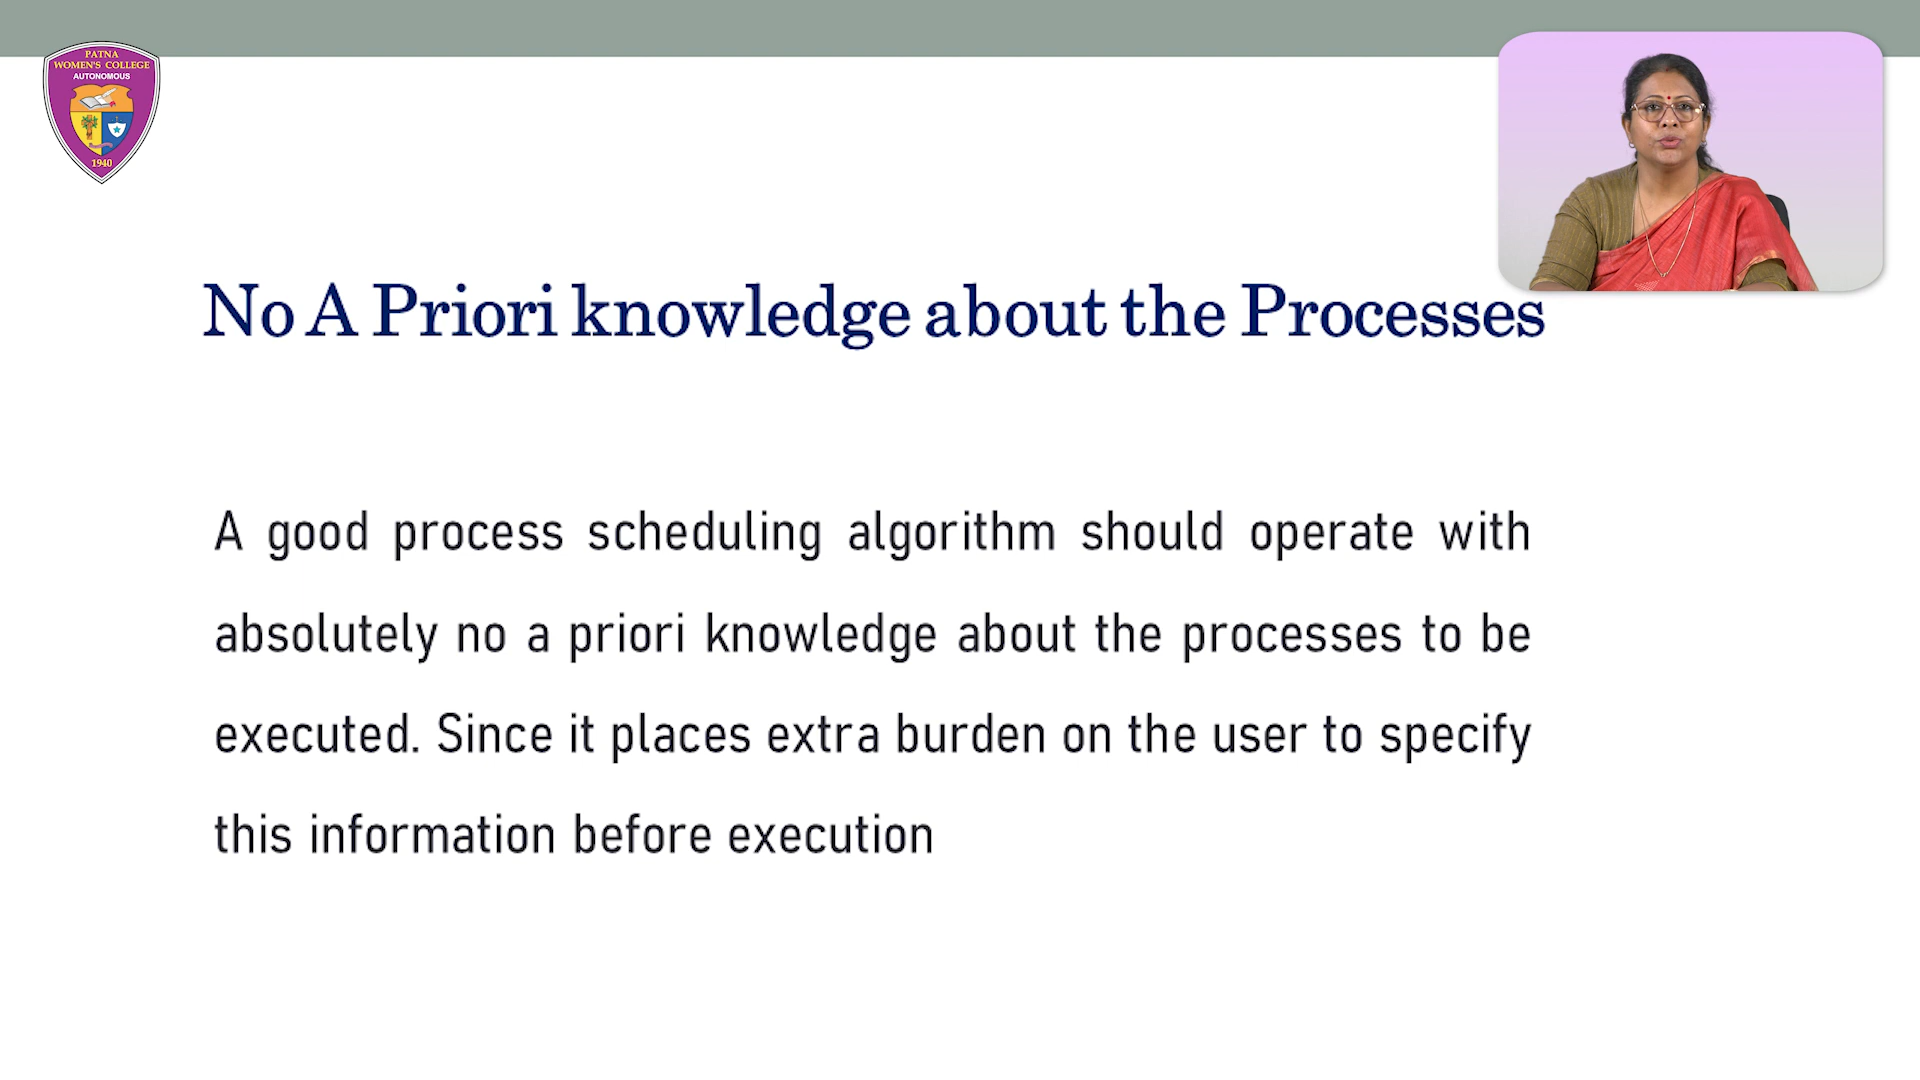 PATNA
WOMEN'S COLLEGE
AUTONOMOUS
1940
No A Priori knowledge about the Processes
A good process scheduling algorithm should operate with
absolutely no a priori knowledge about the processes to be
executed. Since it places extra burden on the user to specify
this information before execution